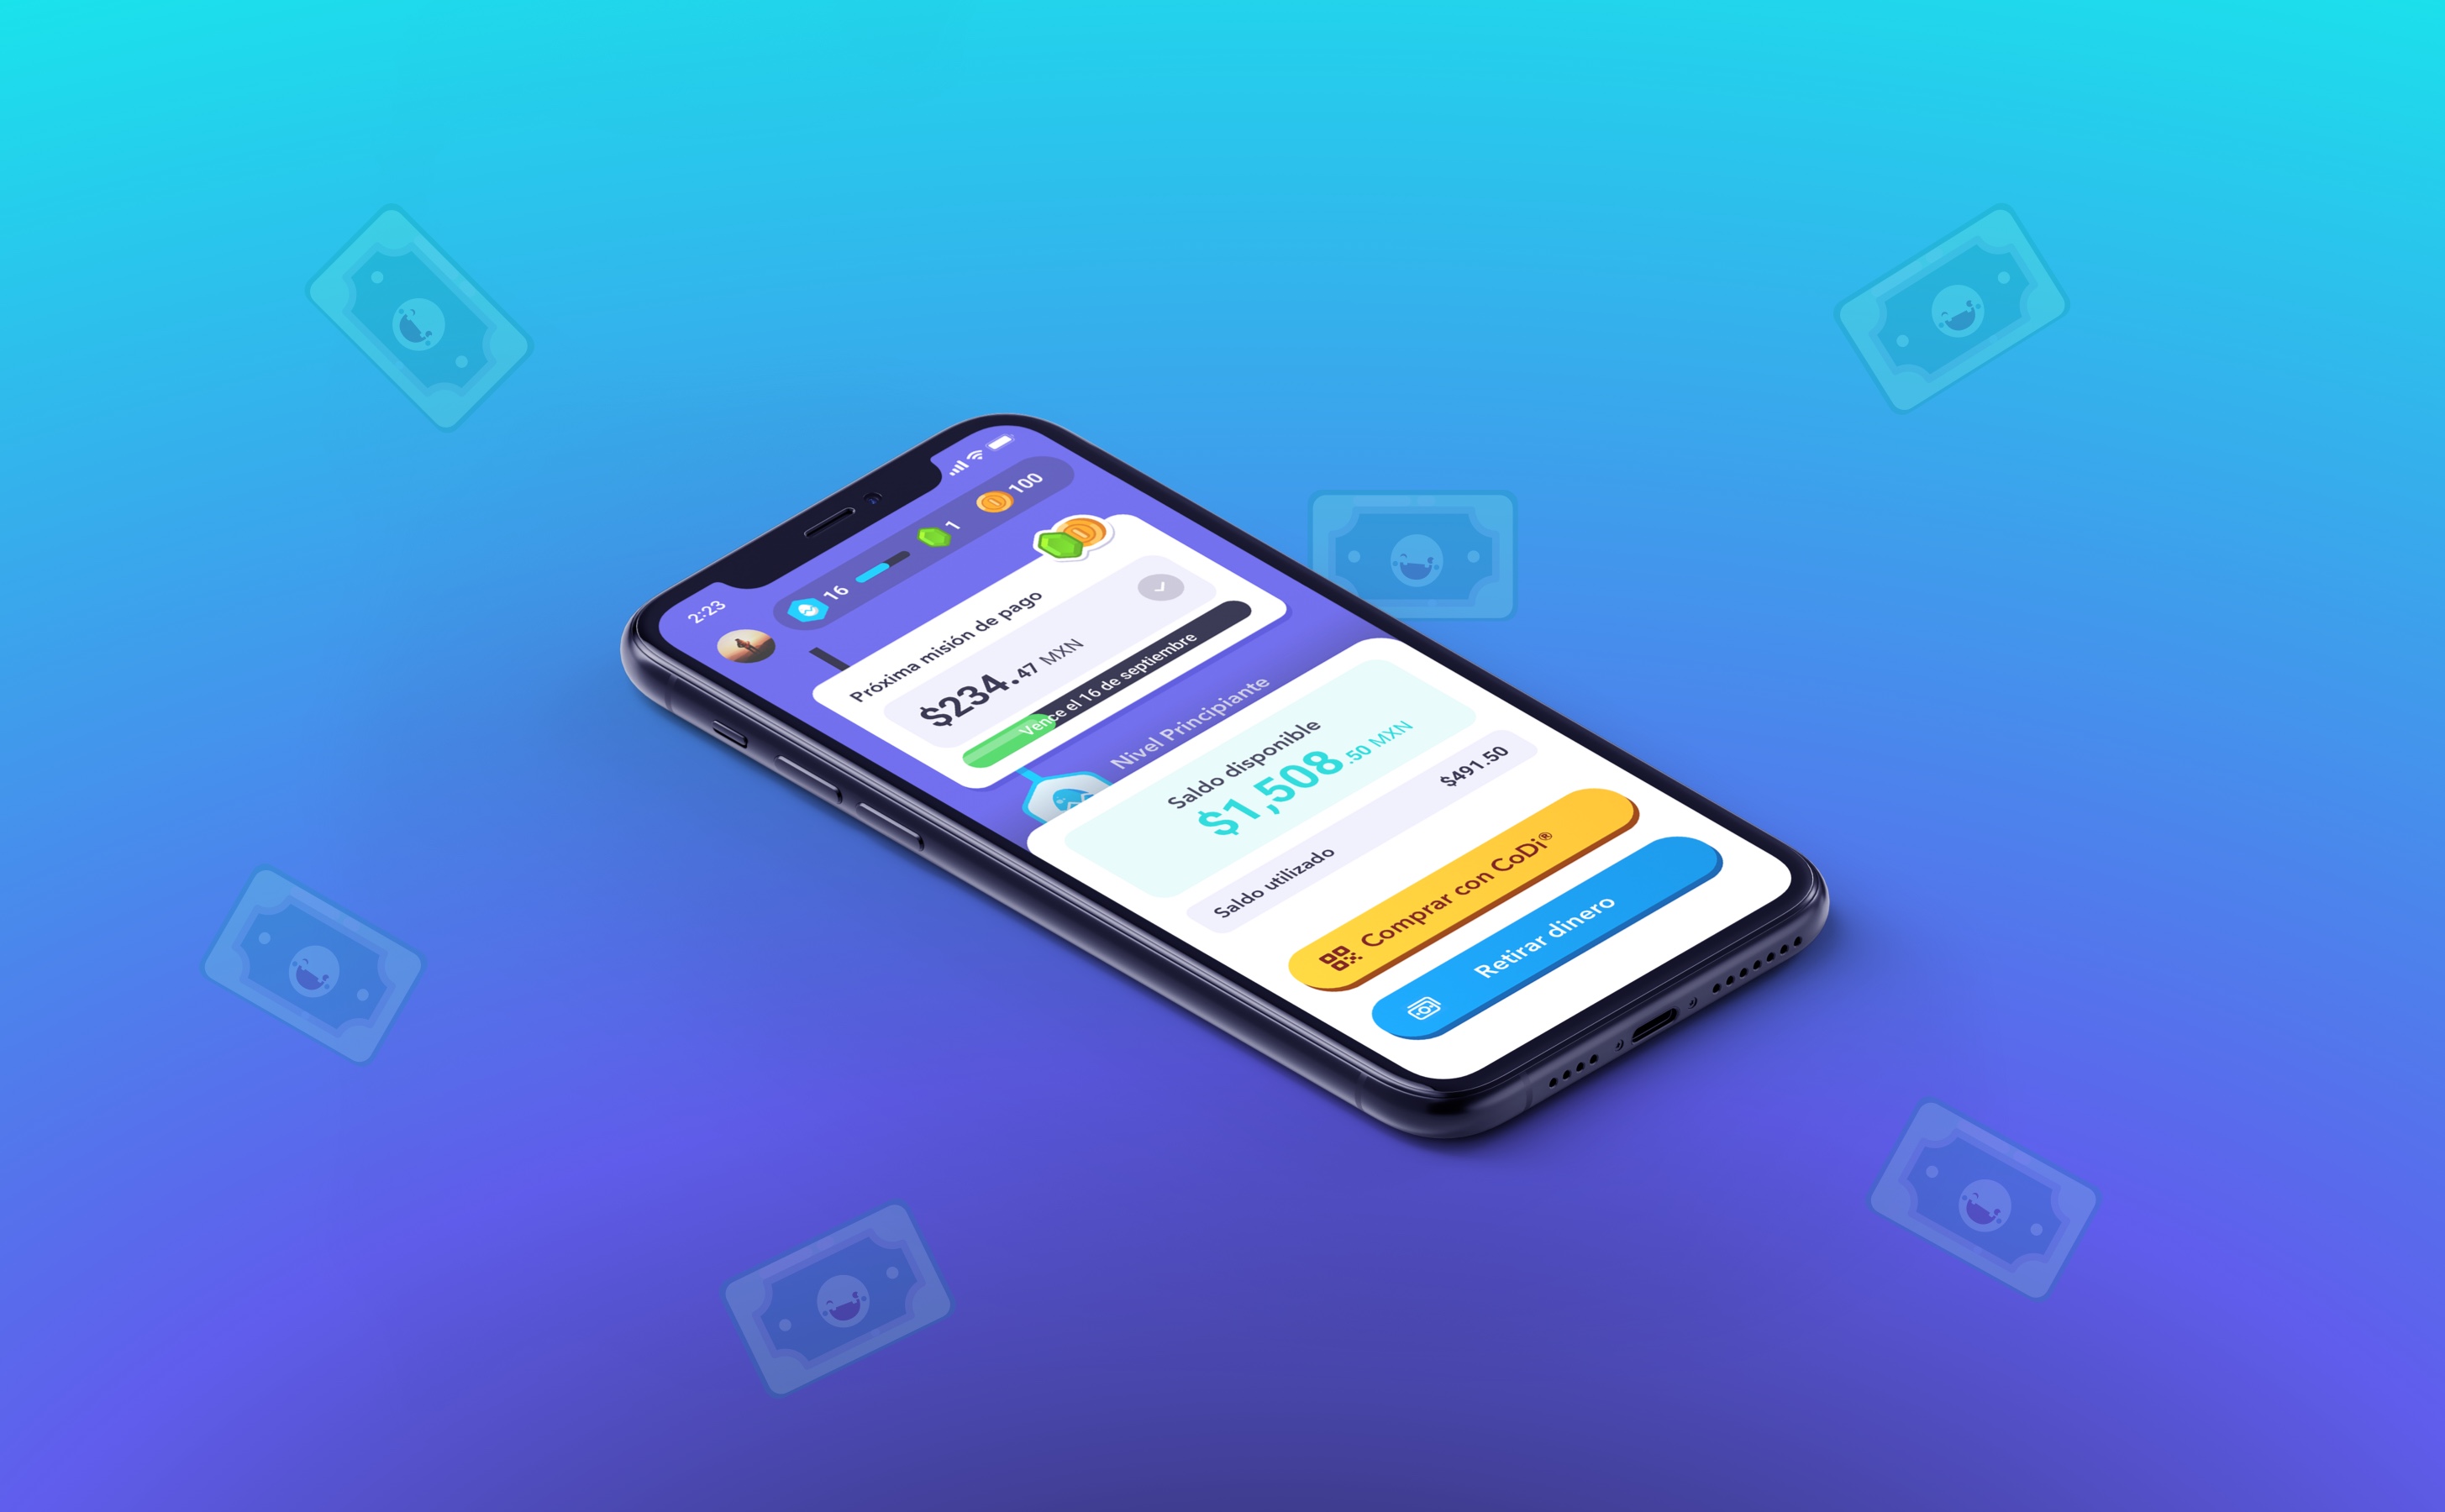 2:23
16
1
100
Próxima misión de pago
$234.47 MXN
Vence el 16 de septiembre
Nivel Principiante
Saldo disponible
$1,508.50 MXN
Saldo utilizado $491.50
Comprar con CoDi®
Retirar dinero